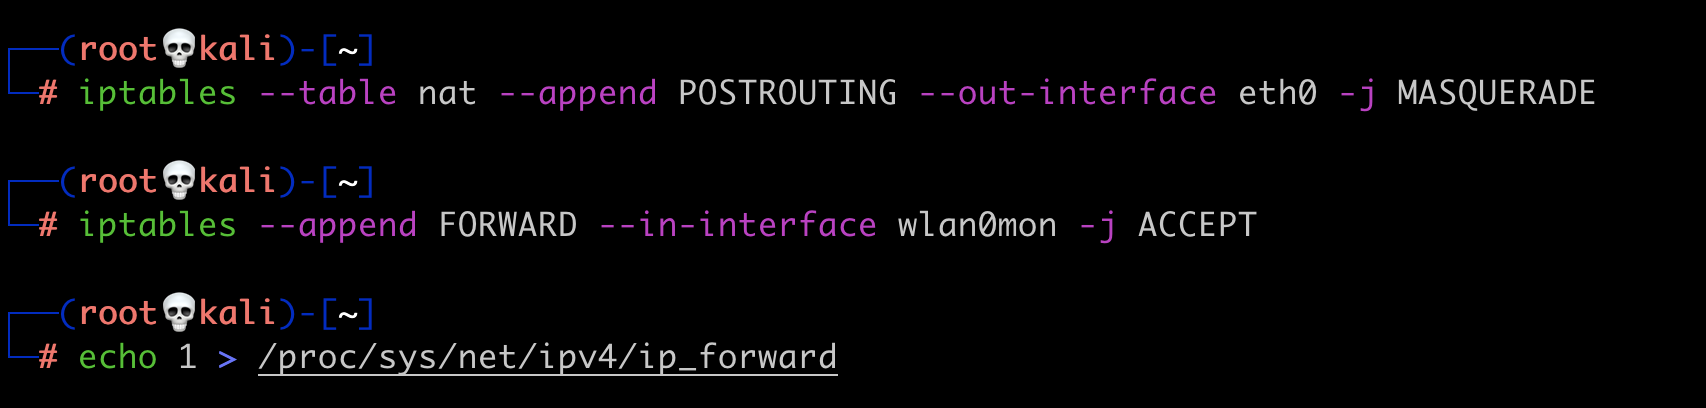 (root💀kali)-[~]
# iptables --table nat --append POSTROUTING --out-interface eth0 -j MASQUERADE
(root💀kali)-[~]
# iptables --append FORWARD --in-interface wlan0mon -j ACCEPT
(root💀kali)-[~]
# echo 1 > /proc/sys/net/ipv4/ip_forward